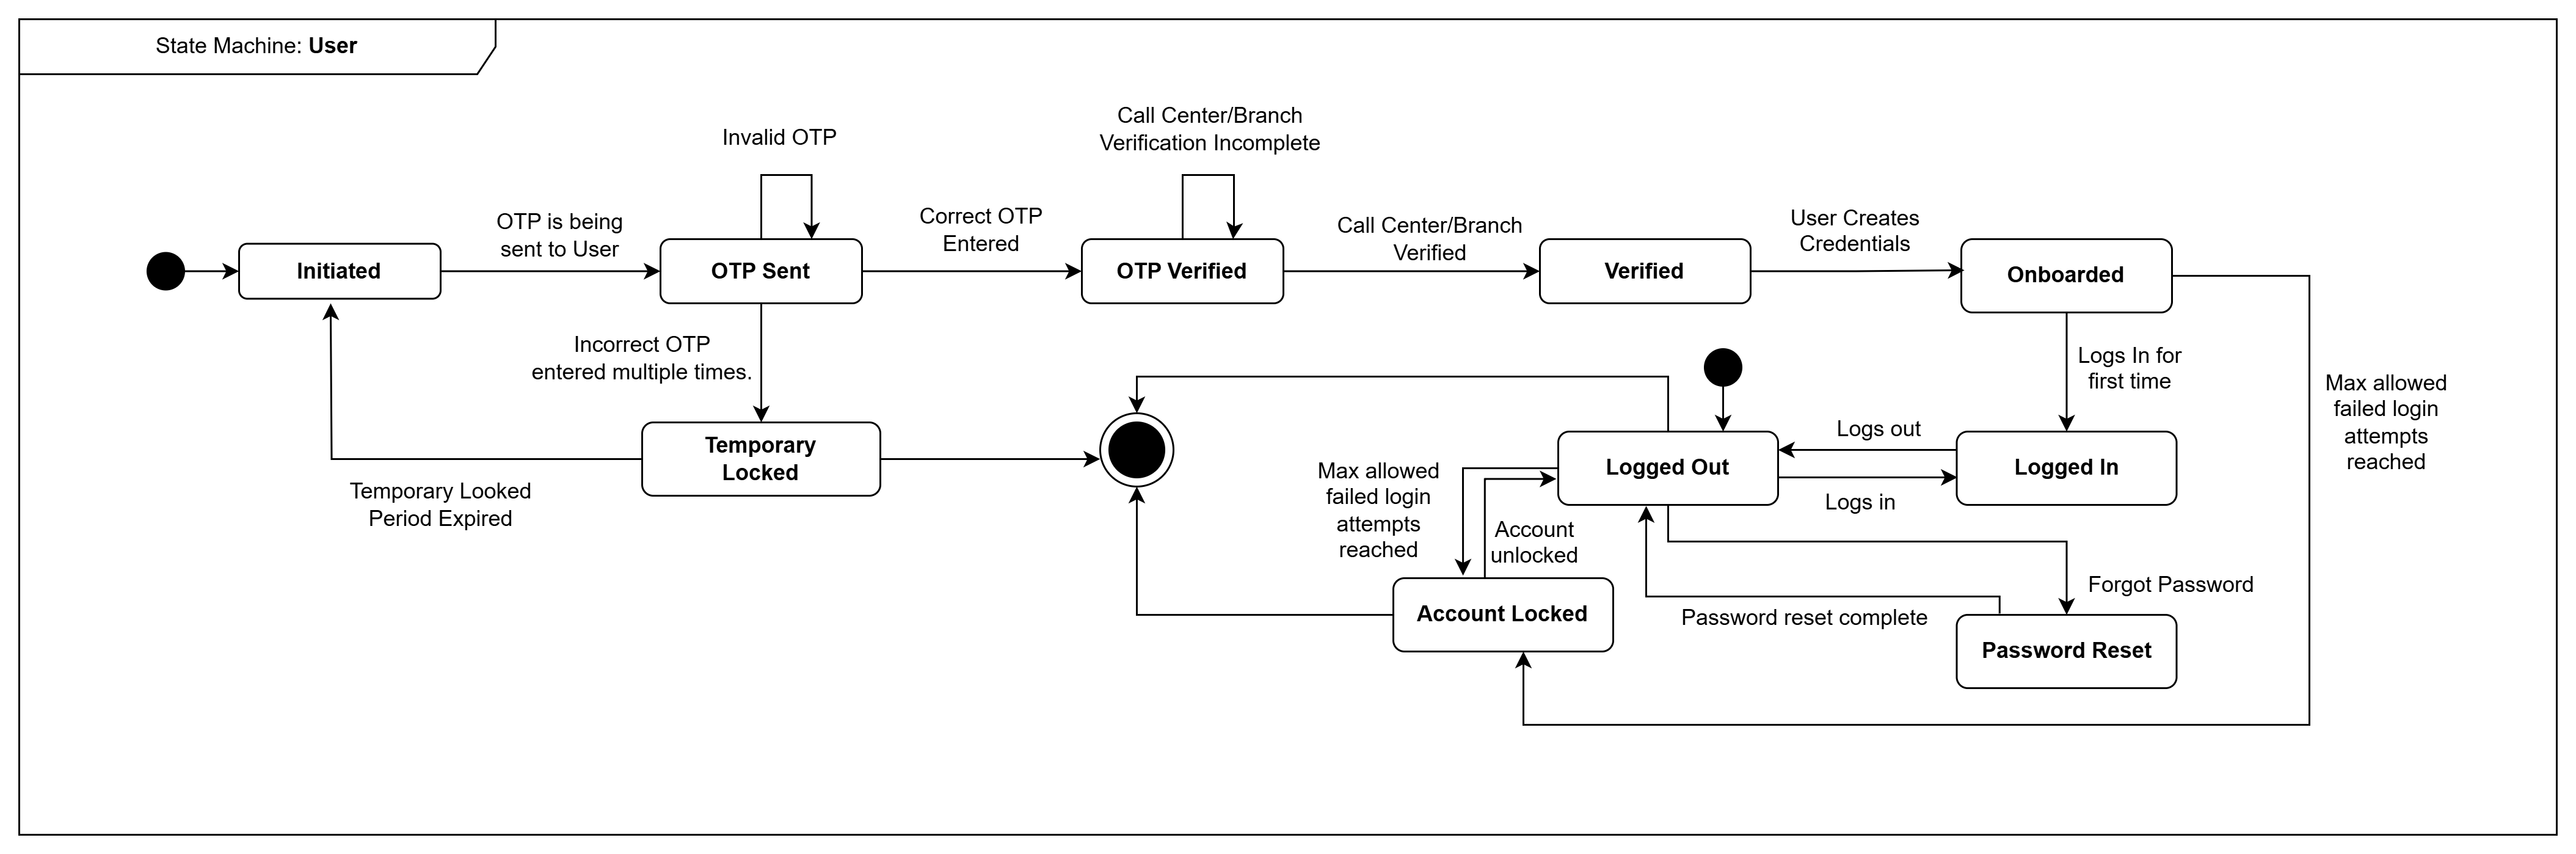 State Machine: User
Call Center/Branch
Verification Incomplete
Invalid OTP
OTP is being
sent to User
Correct OTP
Entered
Call Center/Branch
Verified
User Creates
Credentials
Initiated
OTP Sent
OTP Verified
Verified
Onboarded
Incorrect OTP
entered multiple times.
Logs In for
first time
Max allowed
failed login
attempts
reached
Temporary
Locked
Logged Out
Logs out
Logs in
Logged In
Temporary Looked
Period Expired
Max allowed
failed login
attempts
reached
Account
unlocked
Forgot Password
Account Locked
Password reset complete
Password Reset